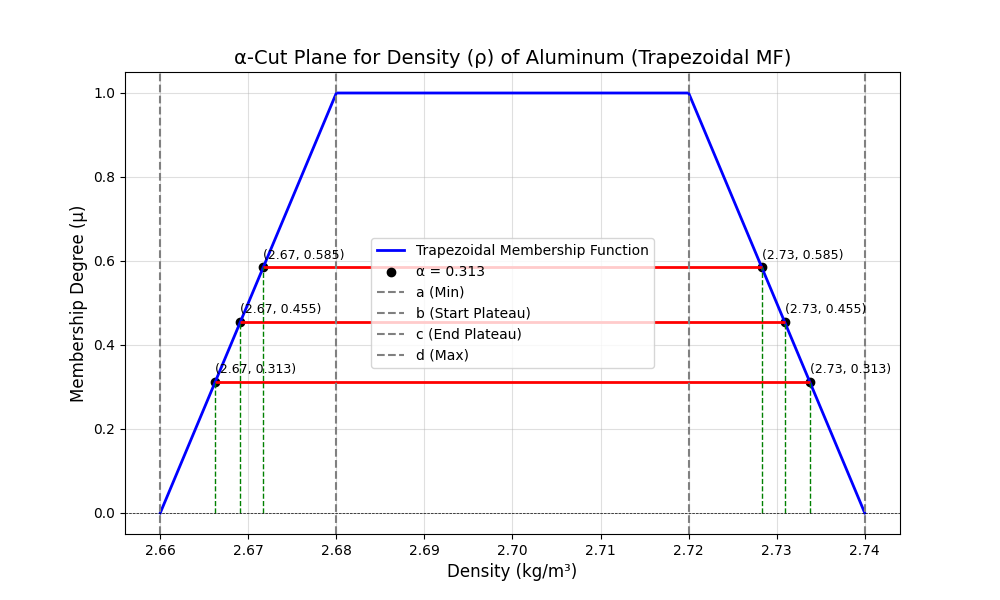 α-Cut Plane for Density (ρ) of Aluminum (Trapezoidal MF)
Membership Degree (μ)
1.0
0.8
0.6
0.4
0.2
0.0
(2.67, 0.585)
(2.73, 0.585)
(2.67, 0.455)
(2.73, 0.455)
(2.67, 0.313)
(2.73, 0.313)
Trapezoidal Membership Function
α = 0.313
a (Min)
b (Start Plateau)
c (End Plateau)
d (Max)
2.66 2.67 2.68 2.69 2.70 2.71 2.72 2.73 2.74
Density (kg/m³)